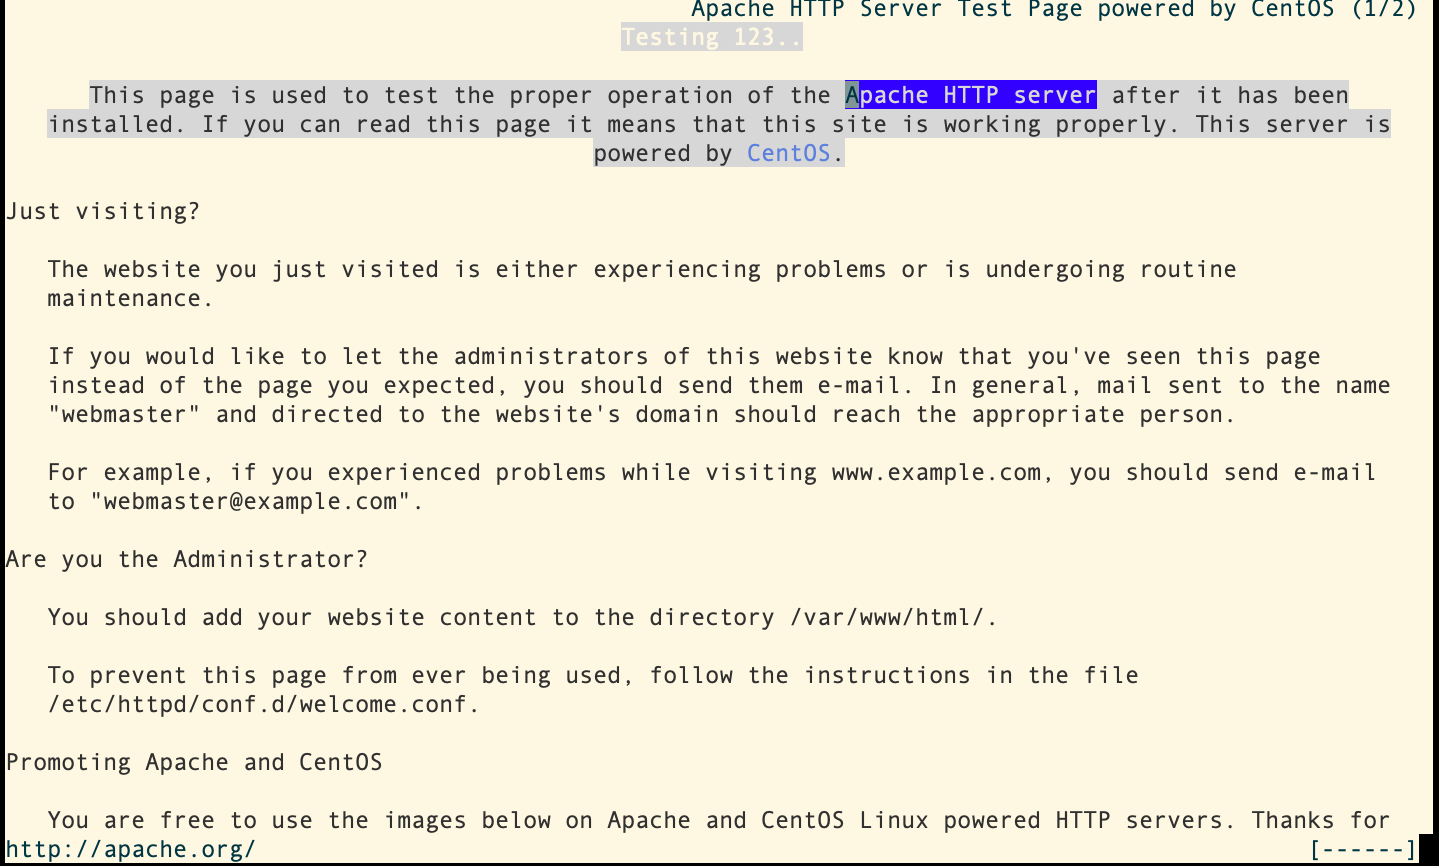 Apache HTTP Server Test Page powered by CentOS (1/2)
Testing 123..
This page is used to test the proper operation of the Apache HTTP server after it has been
installed. If you can read this page it means that this site is working properly. This server is
powered by CentOS.
Just visiting?
The website you just visited is either experiencing problems or is undergoing routine
maintenance.
If you would like to let the administrators of this website know that you've seen this page
instead of the page you expected, you should send them e-mail. In general, mail sent to the name
"webmaster" and directed to the website's domain should reach the appropriate person.
For example, if you experienced problems while visiting www.example.com, you should send e-mail
to "webmaster@example.com".
Are you the Administrator?
You should add your website content to the directory /var/www/html/.
To prevent this page from ever being used, follow the instructions in the file
/etc/httpd/conf.d/welcome.conf.
Promoting Apache and CentOS
You are free to use the images below on Apache and CentOS Linux powered HTTP servers. Thanks for
http://apache.org/ [------]